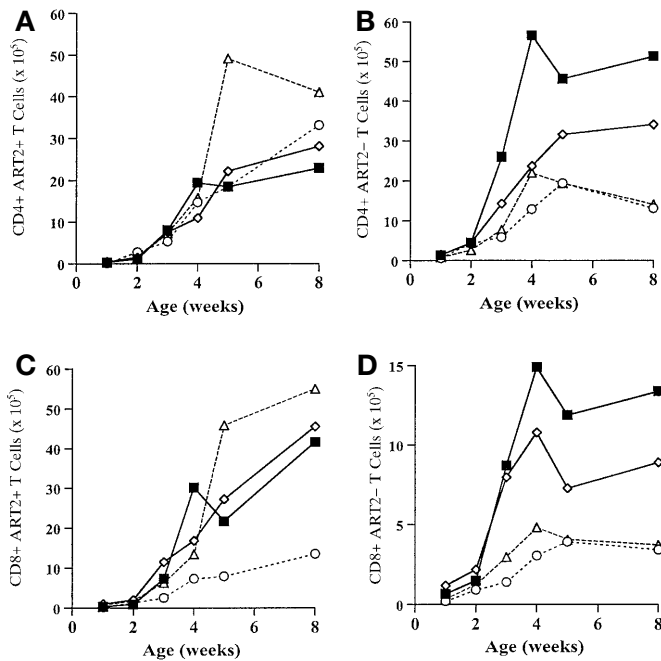 A
CD4+ ART2+ T Cells (x 10⁵)
60
50
40
30
20
10
0
0 2 4 6 8
Age (weeks)
B
CD4+ ART2− T Cells (x 10⁵)
60
50
40
30
20
10
0
0 2 4 6 8
Age (weeks)
C
CD8+ ART2+ T Cells (x 10⁵)
60
50
40
30
20
10
0
0 2 4 6 8
Age (weeks)
D
CD8+ ART2− T Cells (x 10⁵)
15
10
5
0
0 2 4 6 8
Age (weeks)